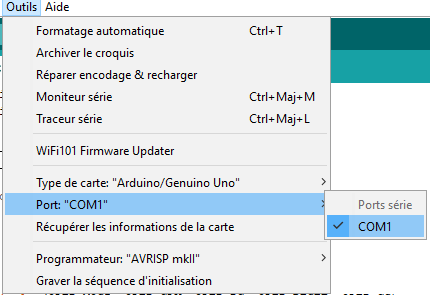 Outils Aide
Formatage automatique Ctrl+T
Archiver le croquis
Réparer encodage & recharger
Moniteur série Ctrl+Maj+M
Traceur série Ctrl+Maj+L
WiFi101 Firmware Updater
Type de carte: "Arduino/Genuino Uno"
Port: "COM1"
Ports série
COM1
Récupérer les informations de la carte
Programmateur: "AVRISP mkII"
Graver la séquence d'initialisation